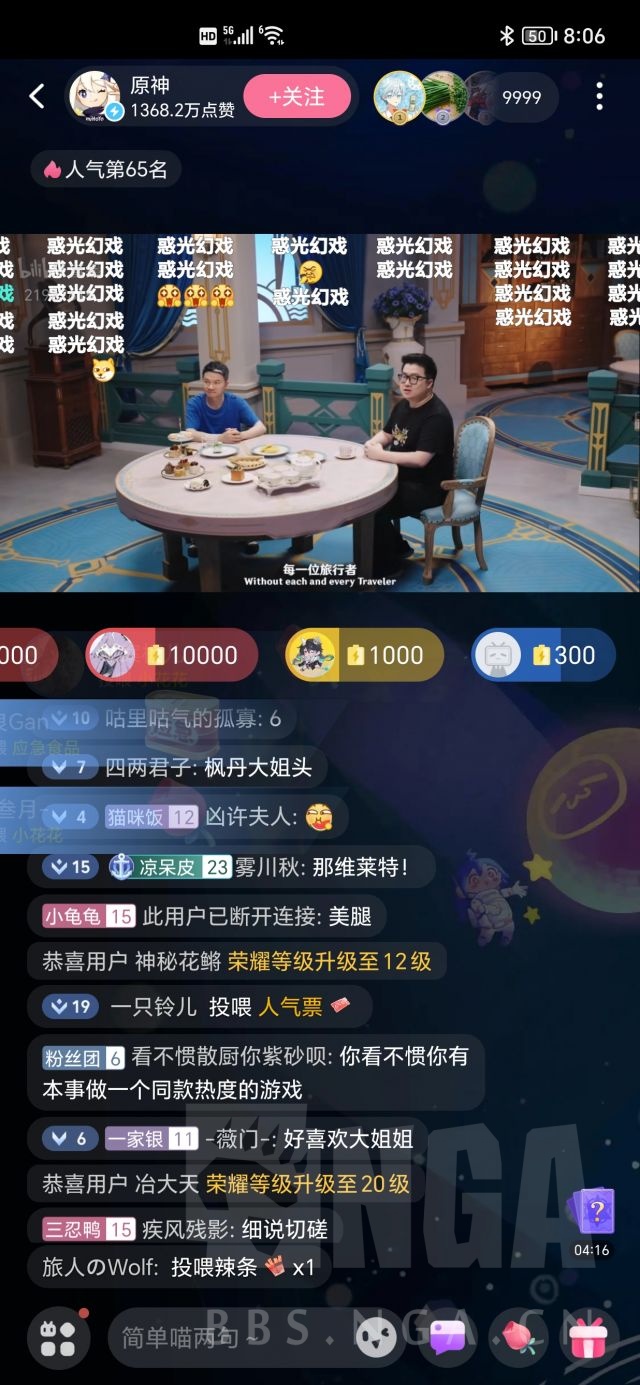 HD 5G 6 50 8:06
原神
1368.2万点赞
+关注
1 2 9999
人气第65名
惑光幻戏 惑光幻戏 惑光幻戏 惑光幻戏 惑光幻戏
惑光幻戏 惑光幻戏 惑光幻戏 惑光幻戏
惑光幻戏 惑光幻戏 惑光幻戏
惑光幻戏 惑光幻戏
惑光幻戏
每一位旅行者
Without each and every Traveler
000 10000 1000 300
10 咕里咕气的孤寡: 6
应急食品
7 四两君子: 枫丹大姐头
4 猫咪饭 12 凶许夫人:
小花花
15 凉呆皮 23 雾川秋: 那维莱特!
小龟龟 15 此用户已断开连接: 美腿
恭喜用户 神秘花鳉 荣耀等级升级至12级
19 一只铃儿 投喂 人气票
粉丝团 6 看不惯散厨你紫砂呗: 你看不惯你有
本事做一个同款热度的游戏
6 一家银 11 -薇门-: 好喜欢大姐姐
恭喜用户 冶大天 荣耀等级升级至20级
三忍鸭 15 疾风残影: 细说切磋
旅人のWolf: 投喂辣条 x1
?
04:16
简单喵两句~
NGA
BBS.NGA.CN